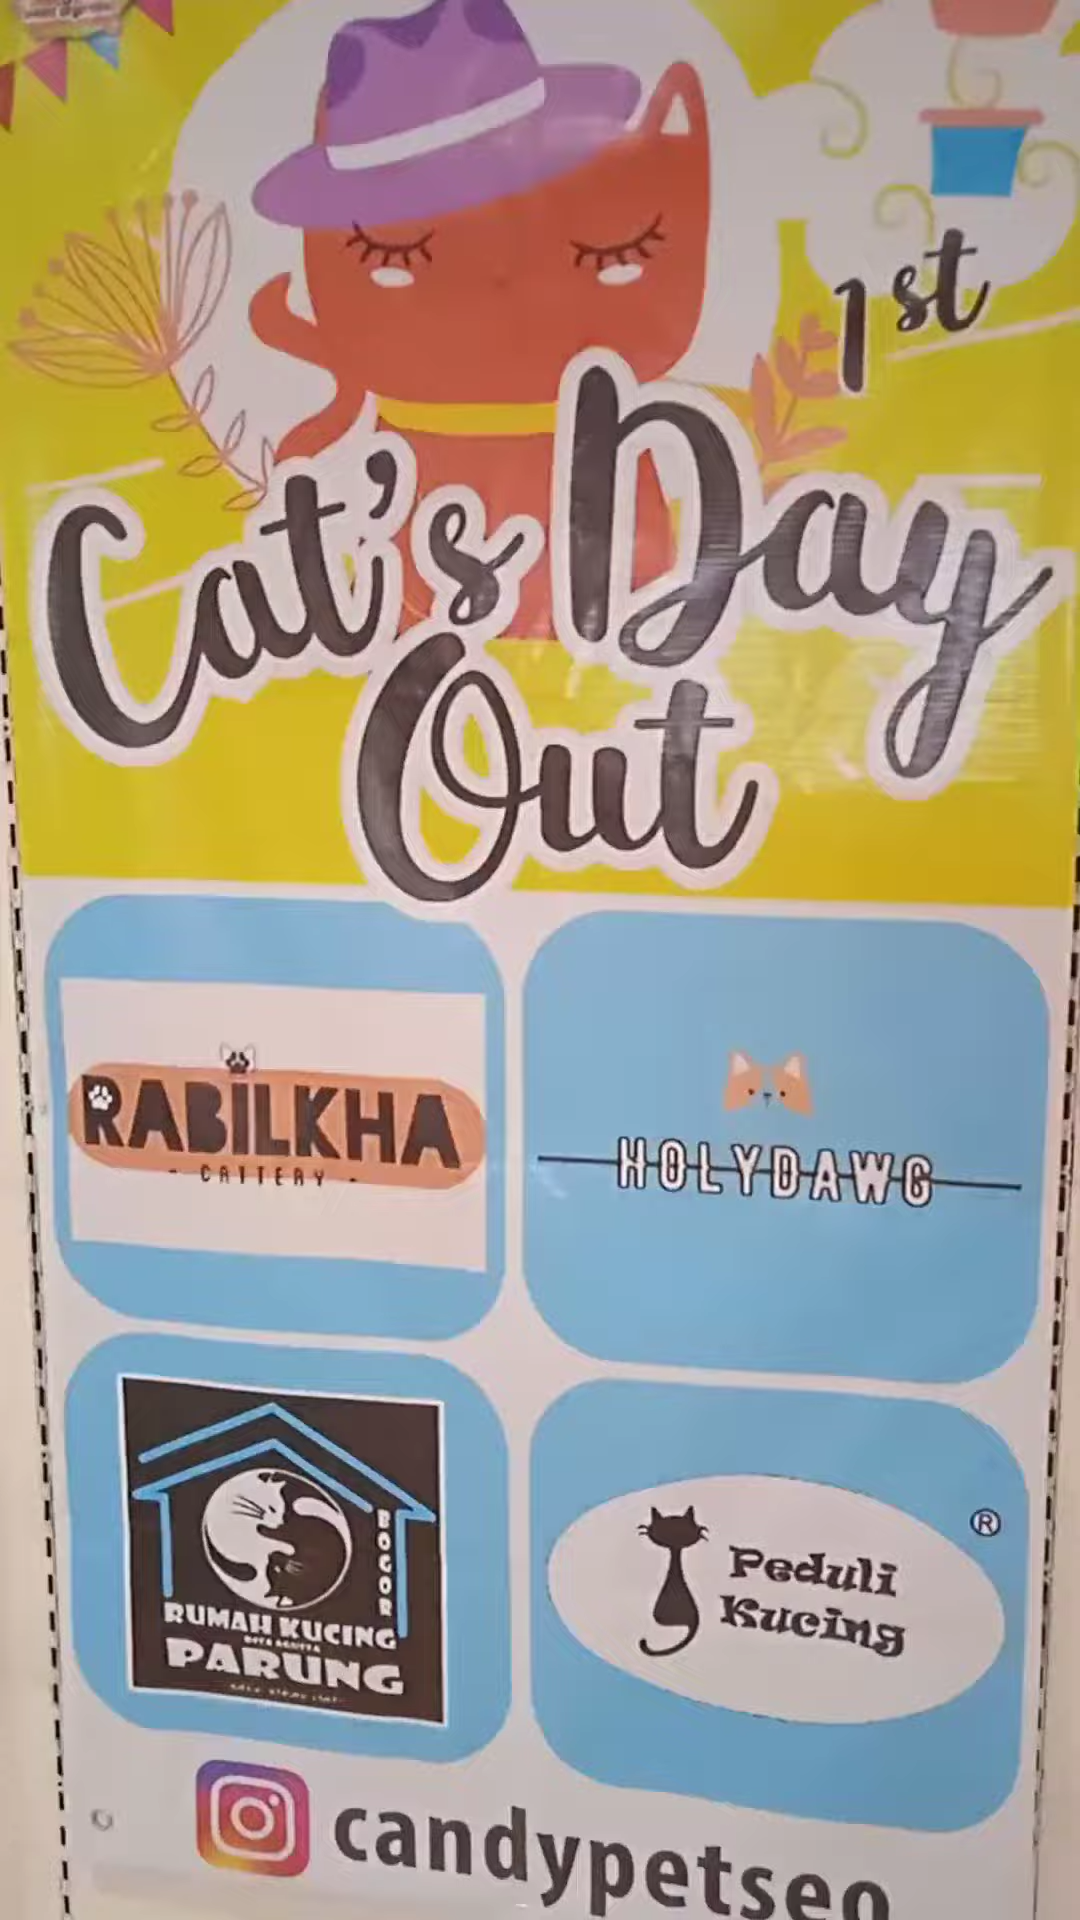 1st
Cat's Day
Out
RABILKHA
- CATTERY -
HOLYDAWG
BOGOR
RUMAH KUCING
PARUNG
®
Peduli
Kucing
candypetseo